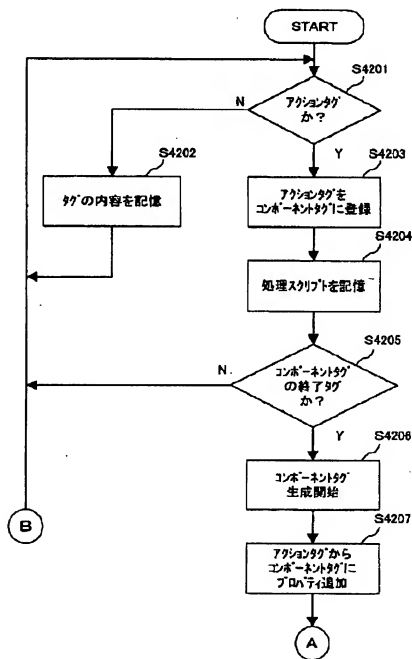 START
S4201
アクションタグ
か？
N
Y
S4202
タグの内容を記憶
S4203
アクションタグを
コンポーネントタグに登録
S4204
処理スクリプトを記憶
S4205
コンポーネントタグ
の終了タグ
か？
N
Y
S4206
コンポーネントタグ
生成開始
S4207
アクションタグから
コンポーネントタグに
プロパティ追加
B
A